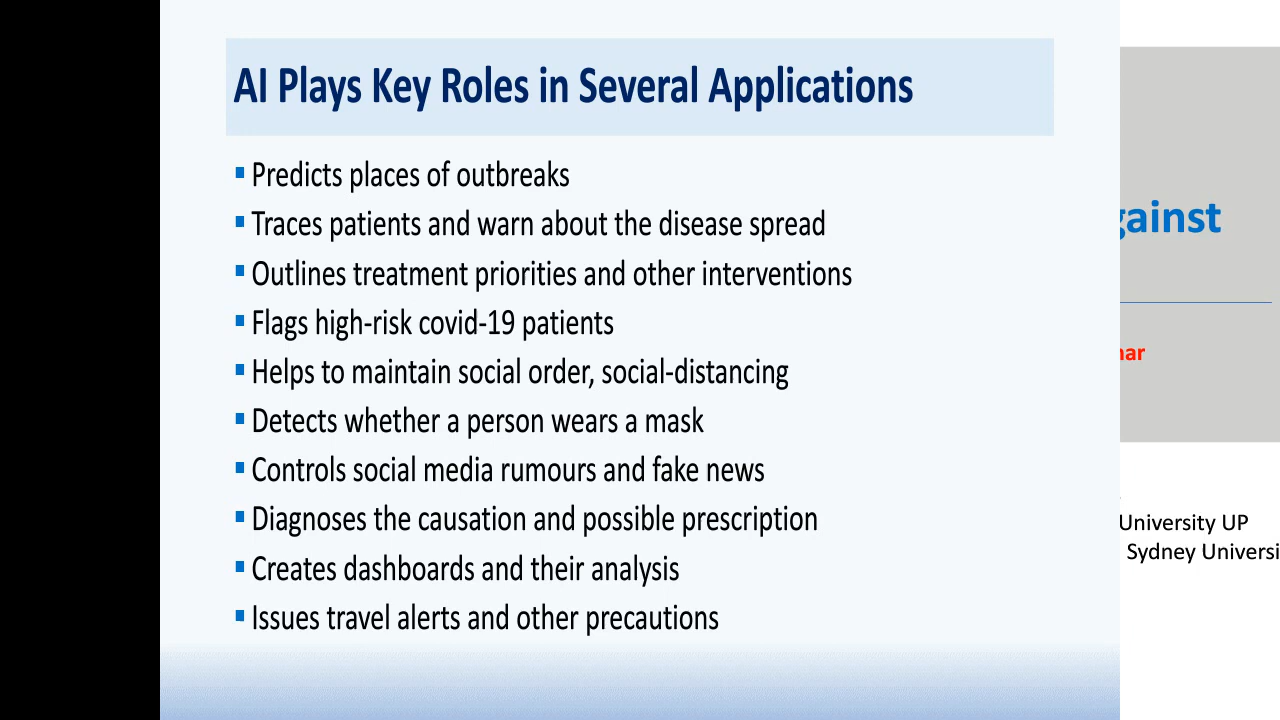 AI Plays Key Roles in Several Applications
Predicts places of outbreaks
Traces patients and warn about the disease spread
Outlines treatment priorities and other interventions
Flags high-risk covid-19 patients
Helps to maintain social order, social-distancing
Detects whether a person wears a mask
Controls social media rumours and fake news
Diagnoses the causation and possible prescription
Creates dashboards and their analysis
Issues travel alerts and other precautions
University UP
Sydney